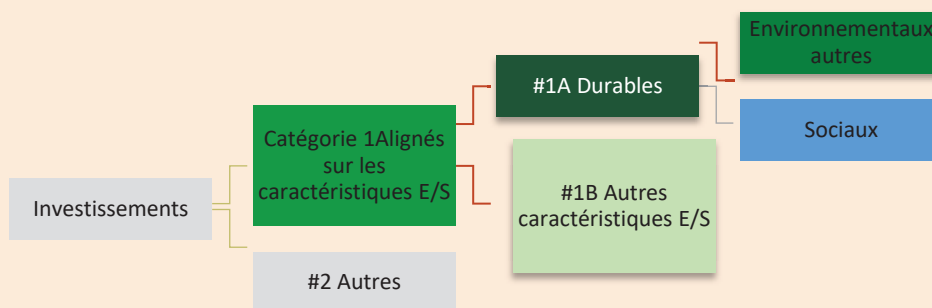 Investissements
Catégorie 1Alignés
sur les
caractéristiques E/S
#2 Autres
#1A Durables
#1B Autres
caractéristiques E/S
Environnementaux
autres
Sociaux